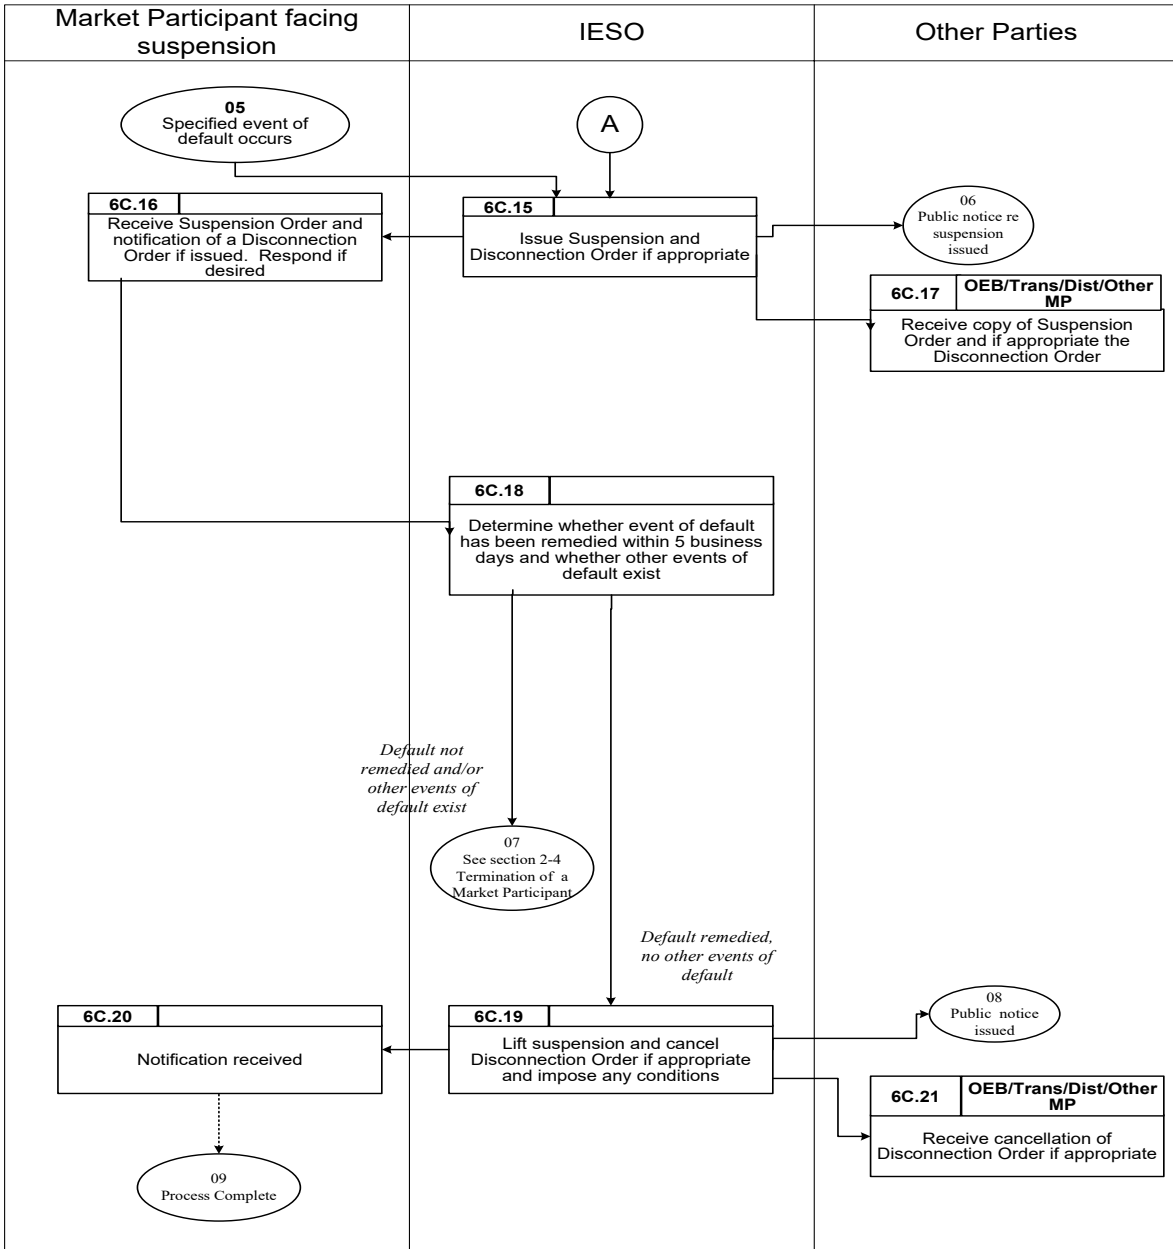 Market Participant facing
suspension
IESO
Other Parties
05
Specified event of
default occurs
A
6C.16
Receive Suspension Order and
notification of a Disconnection
Order if issued.  Respond if
desired
6C.15
Issue Suspension and
Disconnection Order if appropriate
06
Public notice re
suspension
issued
6C.17
OEB/Trans/Dist/Other
MP
Receive copy of Suspension
Order and if appropriate the
Disconnection Order
6C.18
Determine whether event of default
has been remedied within 5 business
days and whether other events of
default exist
Default not
remedied and/or
other events of
default exist
07
See section 2-4
Termination of  a
Market Participant
Default remedied,
no other events of
default
6C.20
Notification received
6C.19
Lift suspension and cancel
Disconnection Order if appropriate
and impose any conditions
08
Public  notice
issued
6C.21
OEB/Trans/Dist/Other
MP
Receive cancellation of
Disconnection Order if appropriate
09
Process Complete